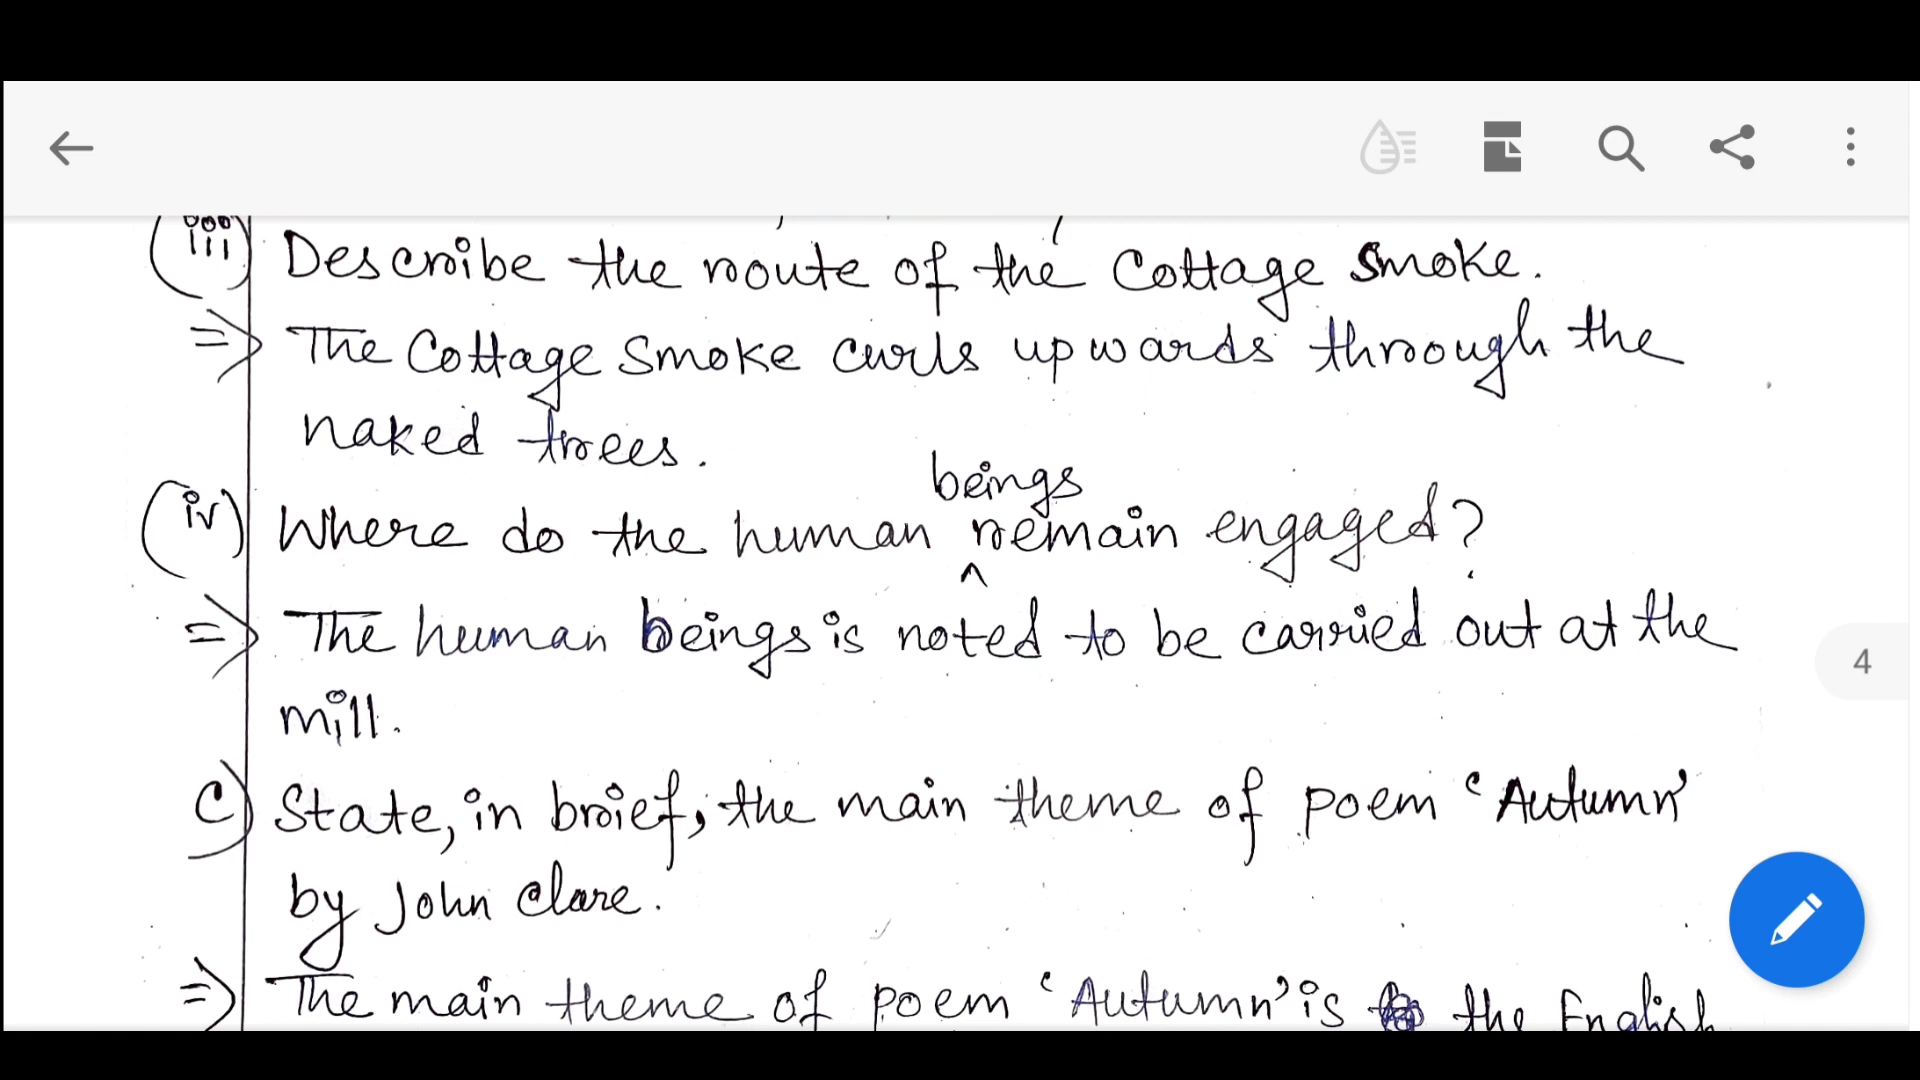 (iii) Describe the route of the Cottage Smoke.
=> The Cottage Smoke curls upwards through the
naked trees.
beings
(iv) Where do the human ^ remain engaged?
=> The human beings is noted to be carried out at the
mill.
4
C) State, in brief, the main theme of poem 'Autumn'
by John Clare.
=> The main theme of poem 'Autumn' is the English